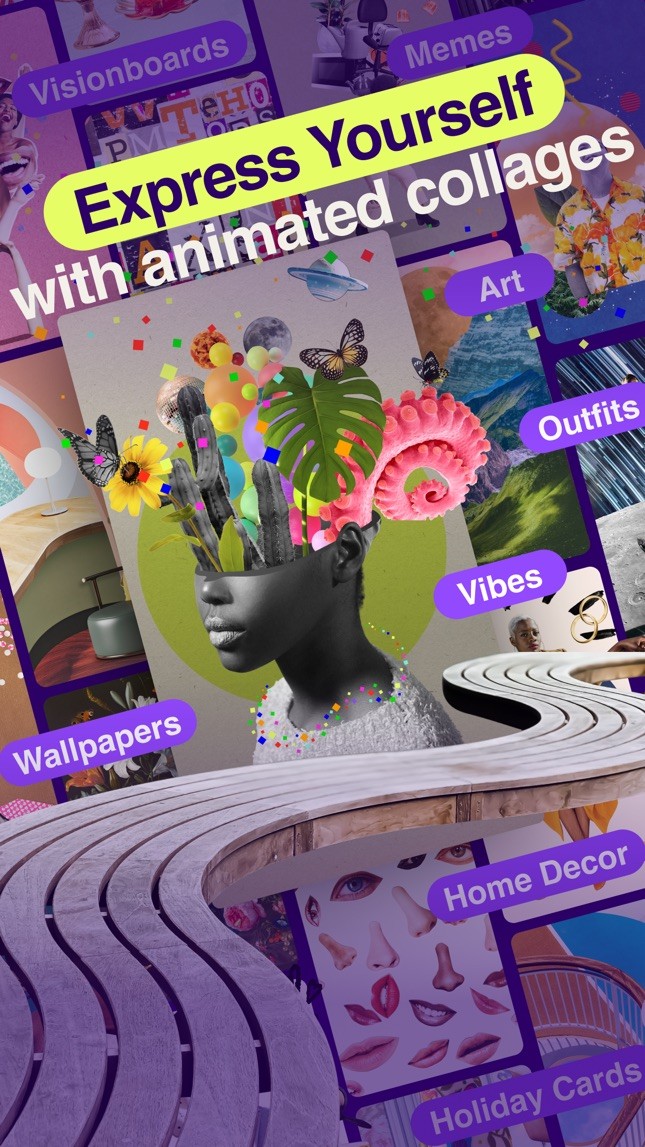 Visionboards
Memes
Express Yourself
with animated collages
Art
Outfits
Vibes
Wallpapers
Home Decor
Holiday Cards